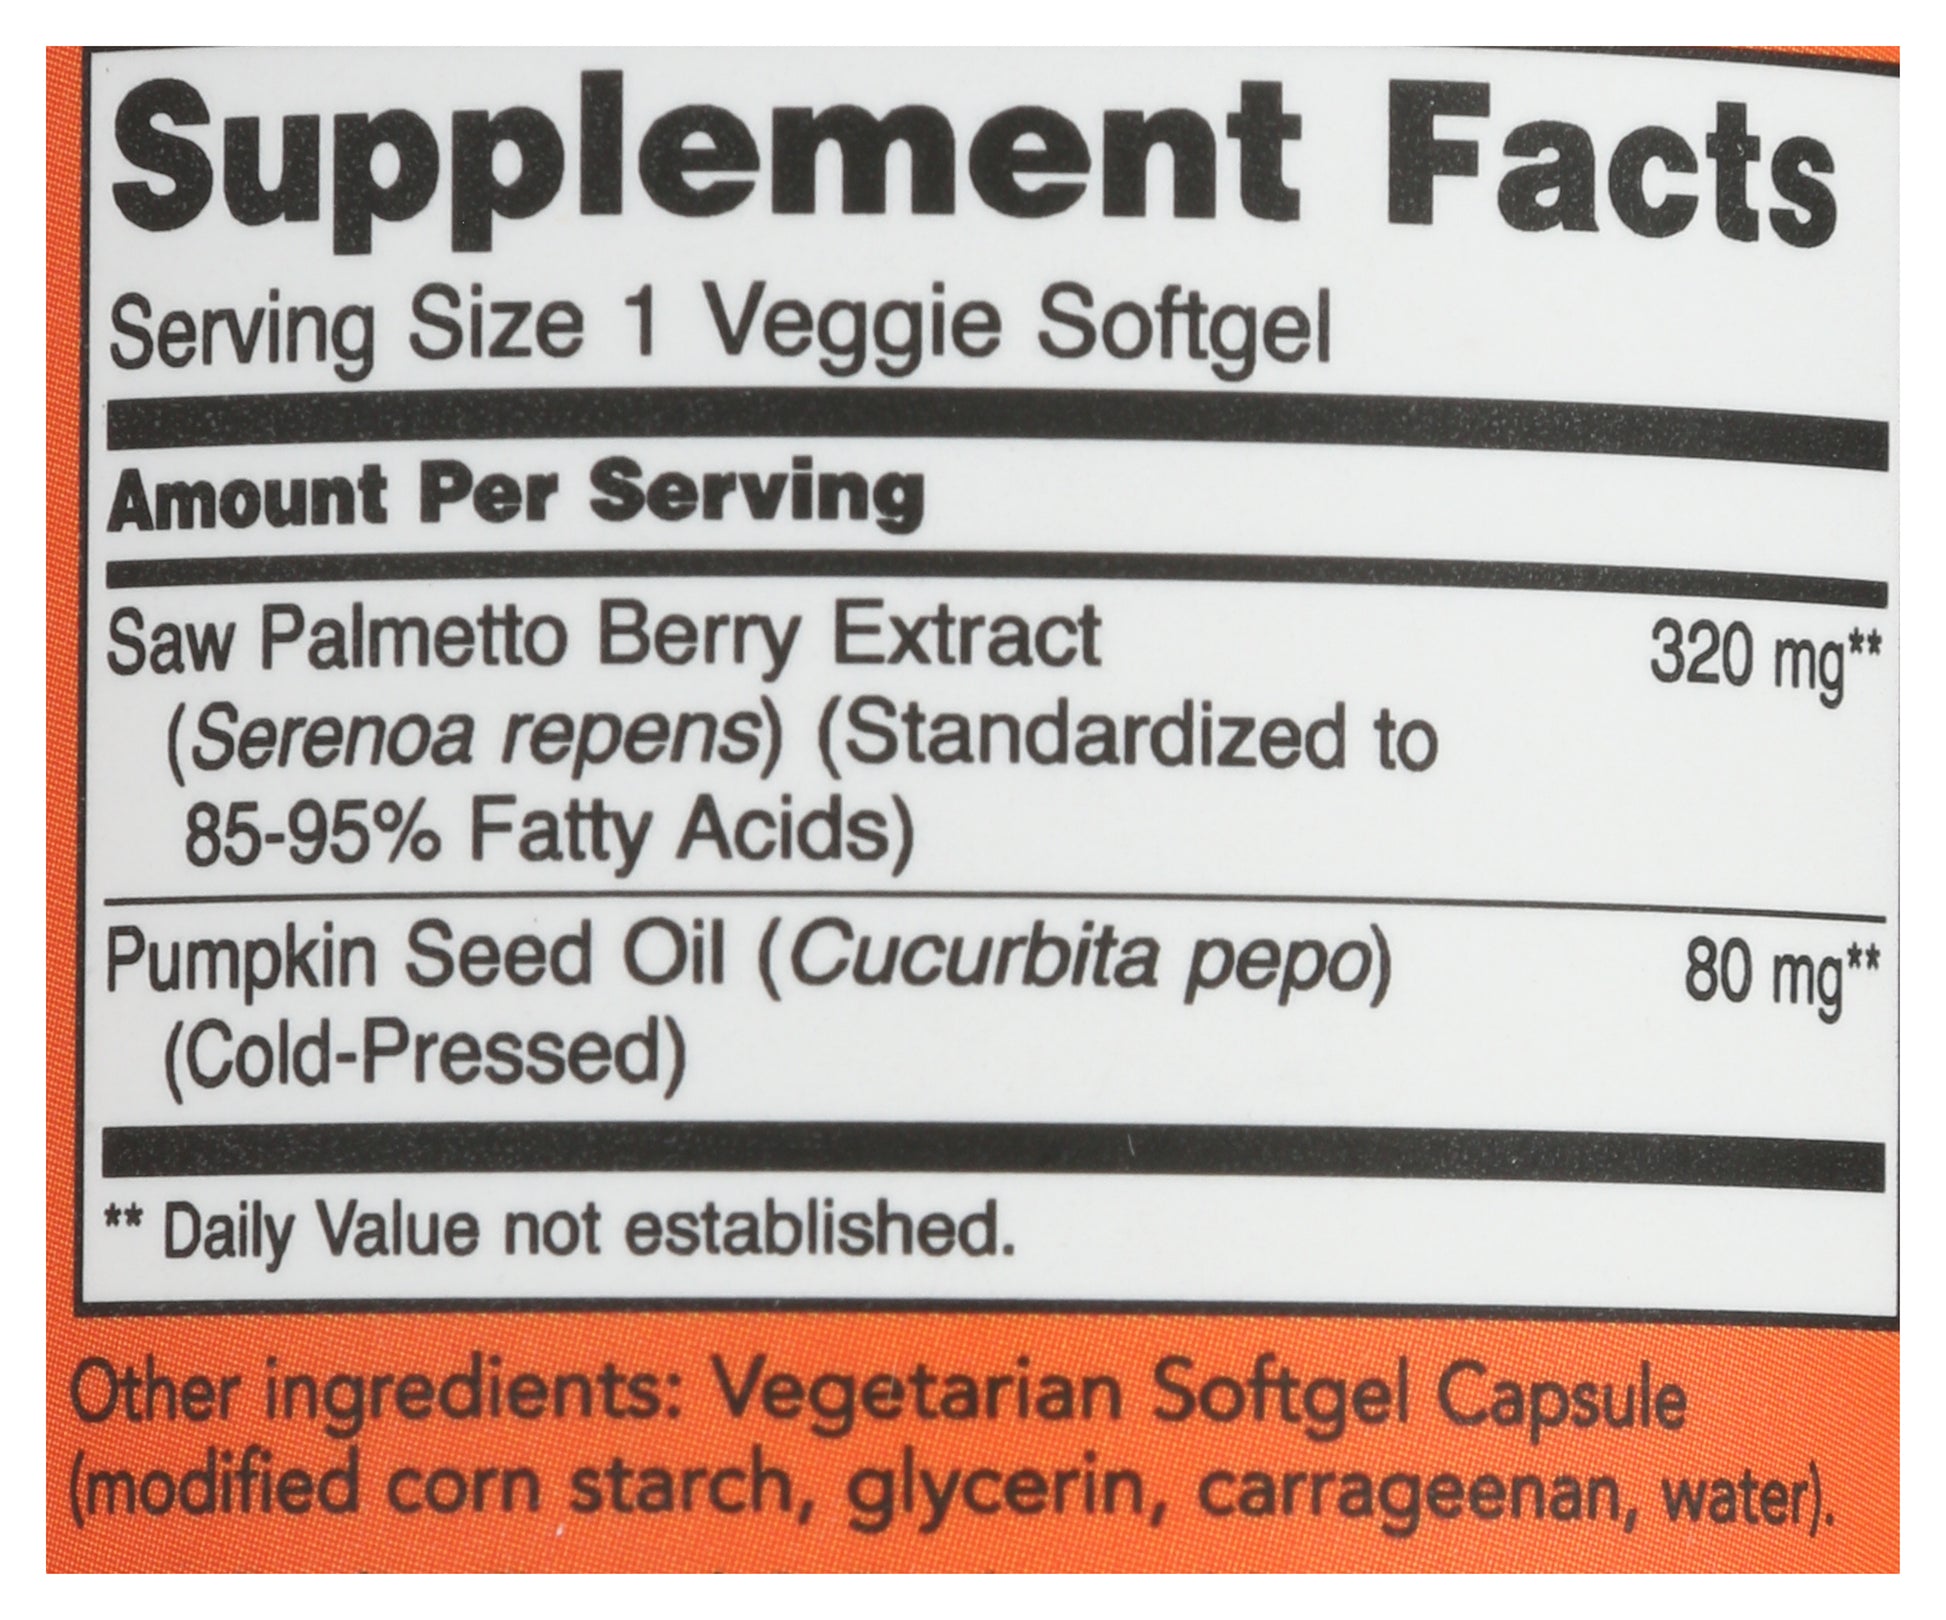 Supplement Facts
Serving Size 1 Veggie Softgel
Amount Per Serving
Saw Palmetto Berry Extract 320 mg**
(Serenoa repens) (Standardized to
85-95% Fatty Acids)
Pumpkin Seed Oil (Cucurbita pepo) 80 mg**
(Cold-Pressed)
** Daily Value not established.
Other ingredients: Vegetarian Softgel Capsule
(modified corn starch, glycerin, carrageenan, water).